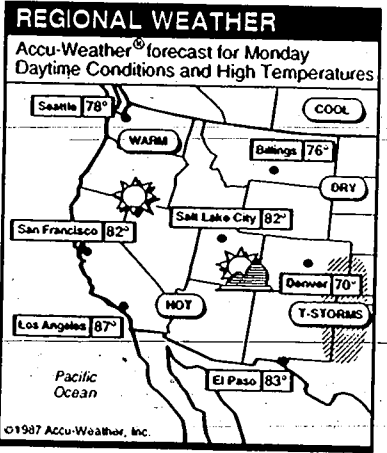 REGIONAL WEATHER
Accu-Weather® forecast for Monday
Daytime Conditions and High Temperatures
Seattle 78°
COOL
WARM
Billings 76°
DRY
Salt Lake City 82°
San Francisco 82°
Denver 70°
HOT
T-STORMS
Los Angeles 87°
El Paso 83°
Pacific
Ocean
©1987 Accu-Weather, Inc.